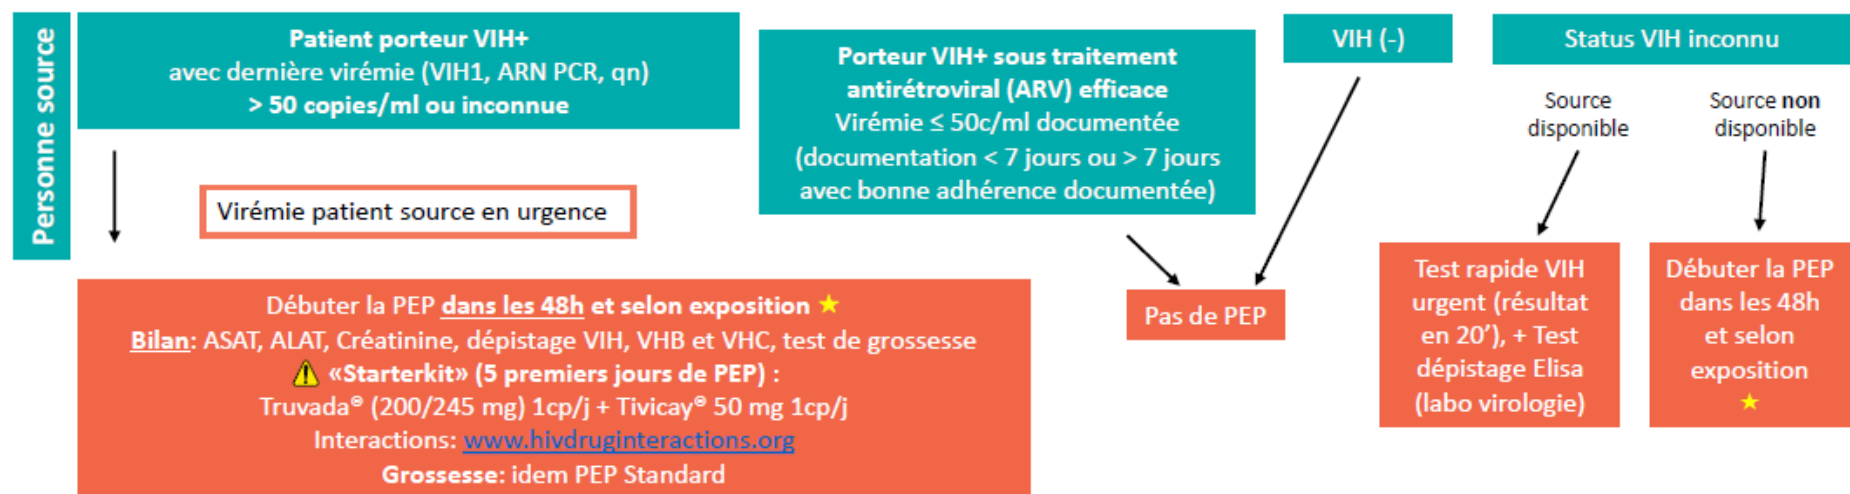 Personne source
Patient porteur VIH+
avec dernière virémie (VIH1, ARN PCR, qn)
> 50 copies/ml ou inconnue
Virémie patient source en urgence
Débuter la PEP dans les 48h et selon exposition ★
Bilan: ASAT, ALAT, Créatinine, dépistage VIH, VHB et VHC, test de grossesse
⚠ «Starterkit» (5 premiers jours de PEP) :
Truvada® (200/245 mg) 1cp/j + Tivicay® 50 mg 1cp/j
Interactions: www.hivdruginteractions.org
Grossesse: idem PEP Standard
Porteur VIH+ sous traitement
antirétroviral (ARV) efficace
Virémie ≤ 50c/ml documentée
(documentation < 7 jours ou > 7 jours
avec bonne adhérence documentée)
VIH (-)
Pas de PEP
Status VIH inconnu
Source
disponible
Source non
disponible
Test rapide VIH
urgent (résultat
en 20’), + Test
dépistage Elisa
(labo virologie)
Débuter la PEP
dans les 48h
et selon
exposition
★